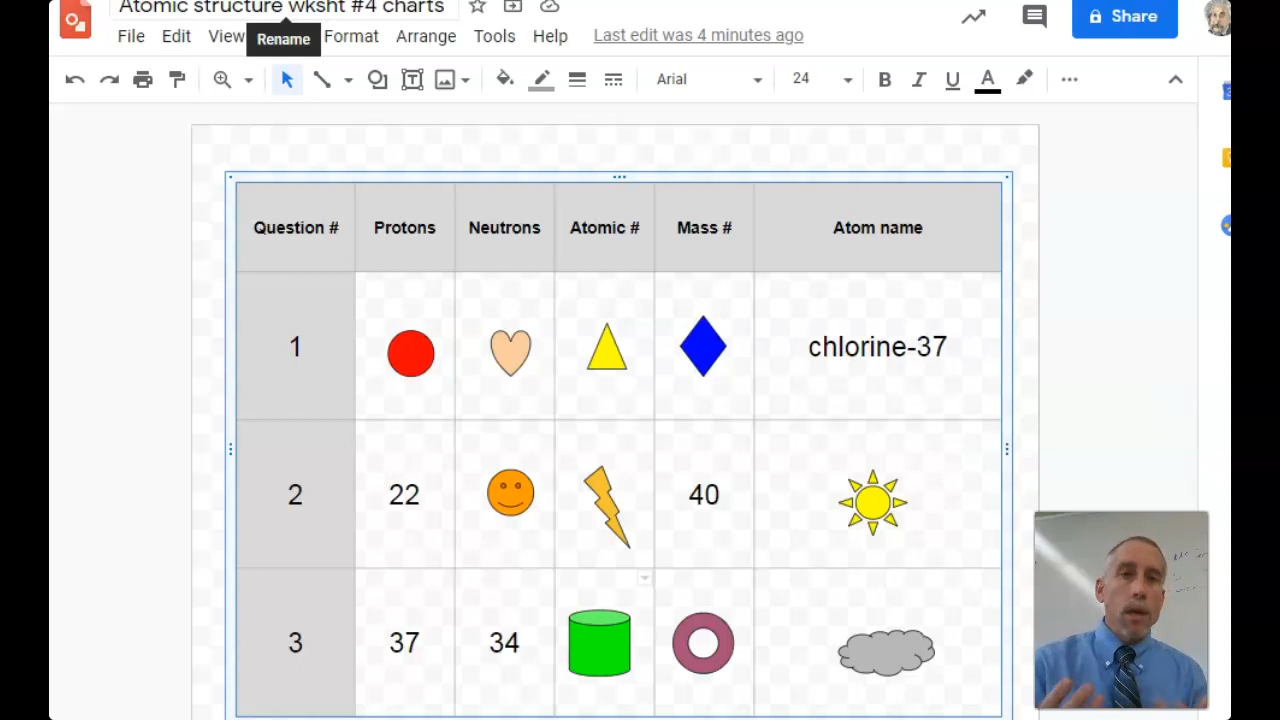 Atomic structure wksht #4 charts
File Edit View Format Arrange Tools Help Last edit was 4 minutes ago
Rename
Share
Arial 24 B I U A
Question # Protons Neutrons Atomic # Mass # Atom name
1 chlorine-37
2 22 40
3 37 34